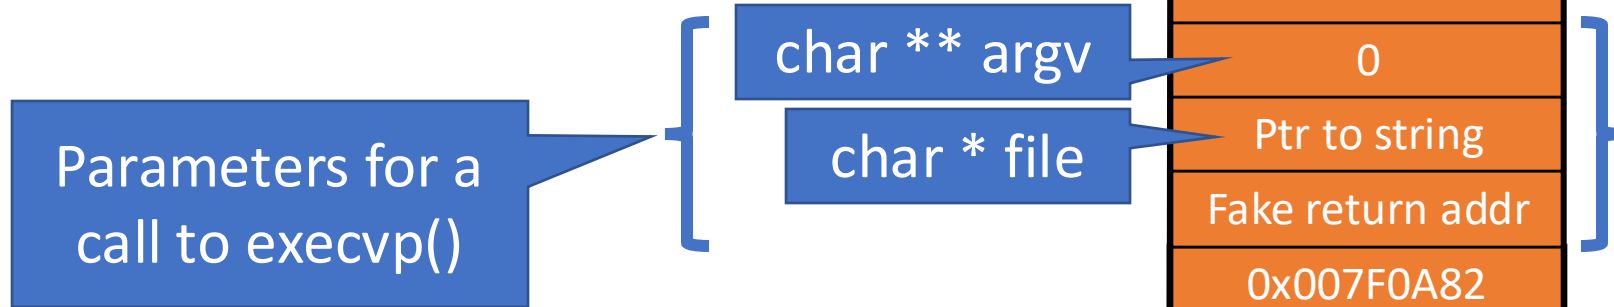 char ** argv
0
char * file
Ptr to string
Parameters for a
call to execvp()
Fake return addr
0x007F0A82